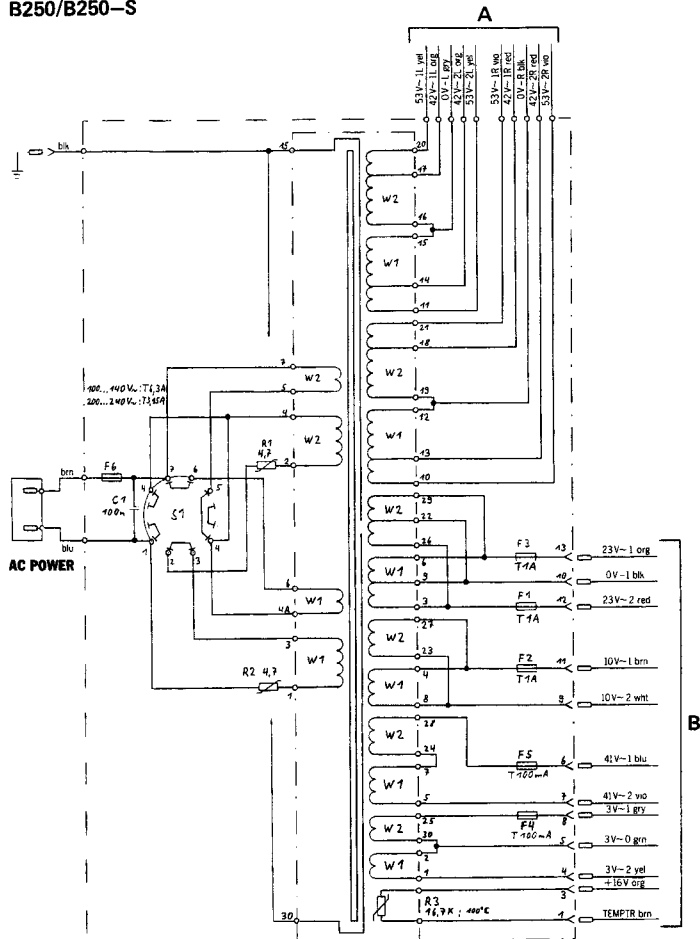 B250/B250–S
A
53V~1L yel
42V~1L org
0V-L gry
42V~2L org
53V~2L yel
53V~1R vio
42V~1R red
0V-R blk
42V~2R red
53V~2R vio
blk
15
20
17
W2
16
15
W1
14
11
21
18
W2
19
12
W1
13
10
7
W2
5
100...140V~:T6,3A
200...240V~:T3,15A
4
W2
R1
4,7
2
brn
F6
7
6
4
5
C1
100n
S1
1
2
3
4
blu
AC POWER
6
W1
4A
3
W1
R2 4,7
1
29
W2
22
26
6
W1
9
3
F3
T1A
13
23V~1 org
10
0V-1 blk
F1
T1A
12
23V~2 red
27
W2
23
4
W1
8
F2
T1A
11
10V~1 brn
9
10V~2 wht
B
28
W2
24
7
W1
5
F5
T100mA
6
41V~1 blu
7
41V~2 vio
25
W2
30
2
W1
1
F4
T100mA
8
3V~1 gry
5
3V~0 grn
4
3V~2 yel
3
+16V org
R3
16,7K ; 100°C
1
TEMPTR brn
30